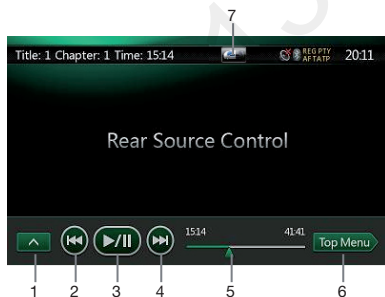 7
Title: 1 Chapter: 1 Time: 15:14
REG PTY
AF TA TP
20:11
Rear Source Control
15:14
41:41
Top Menu
1 2 3 4 5 6